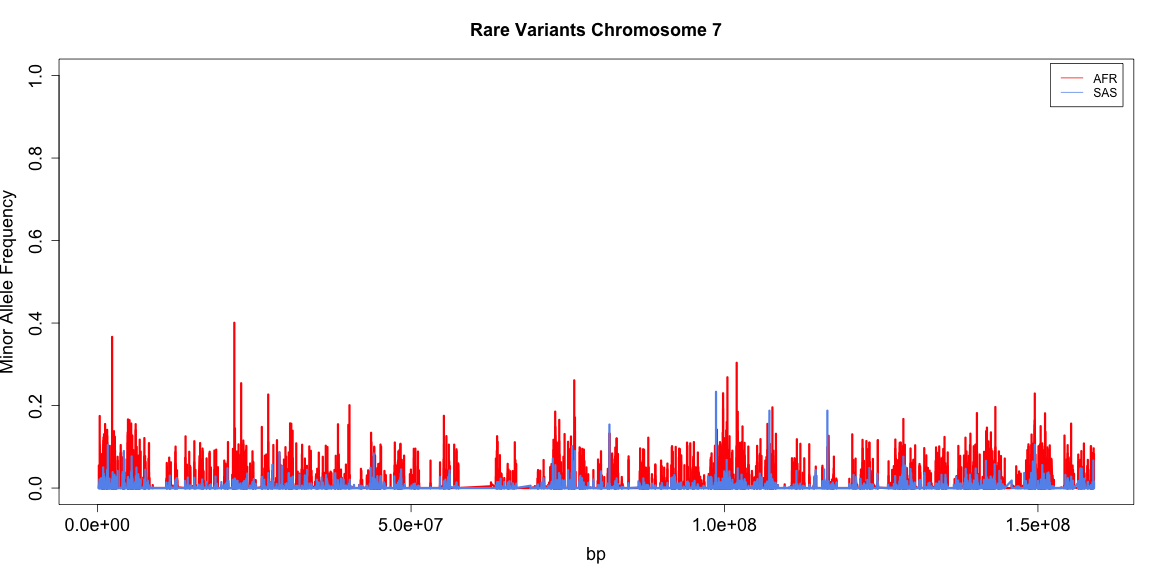 Rare Variants Chromosome 7
AFR
SAS
Minor Allele Frequency
1.0
0.8
0.6
0.4
0.2
0.0
0.0e+00 5.0e+07 1.0e+08 1.5e+08
bp